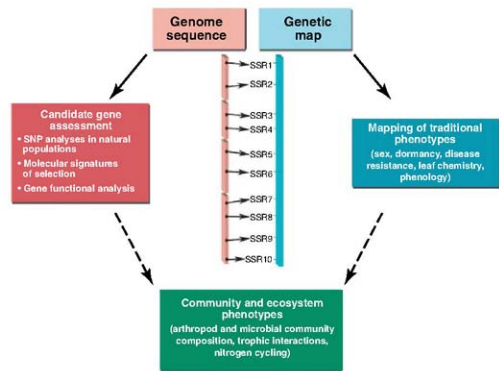 Genome
sequence
Genetic
map
SSR1
SSR2
SSR3
SSR4
SSR5
SSR6
SSR7
SSR8
SSR9
SSR10
Candidate gene
assessment
• SNP analyses in natural
populations
• Molecular signatures
of selection
• Gene functional analysis
Mapping of traditional
phenotypes
(sex, dormancy, disease
resistance, leaf chemistry,
phenology)
Community and ecosystem
phenotypes
(arthropod and microbial community
composition, trophic interactions,
nitrogen cycling)